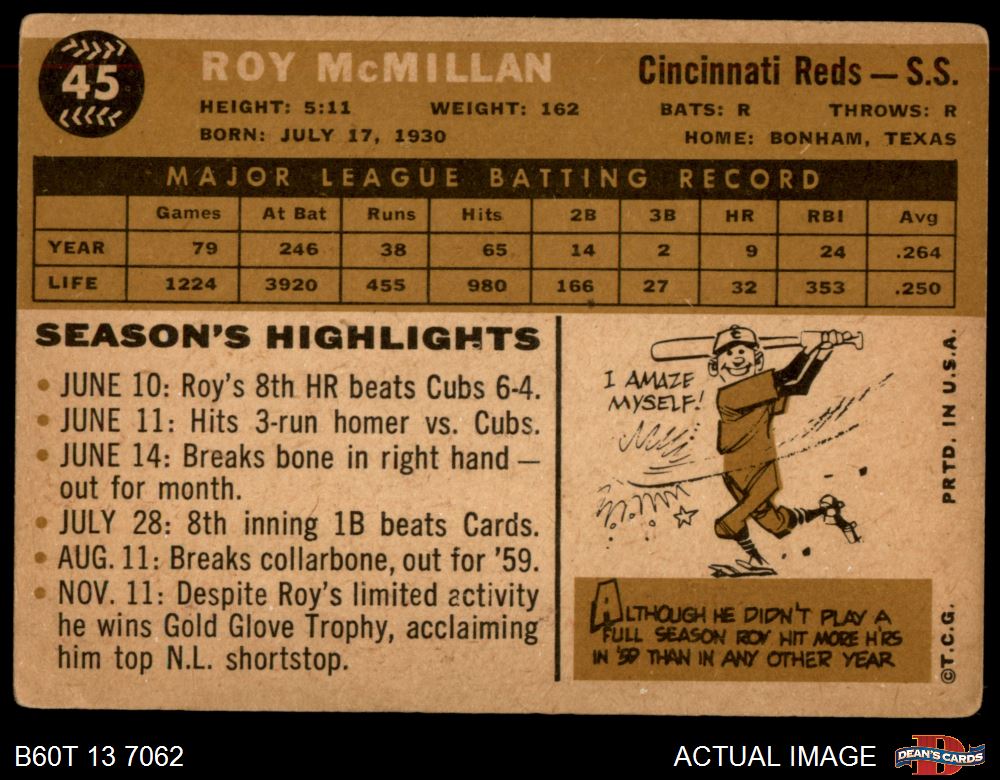 45
ROY McMILLAN
Cincinnati Reds — S.S.
HEIGHT: 5:11 WEIGHT: 162 BATS: R THROWS: R
BORN: JULY 17, 1930 HOME: BONHAM, TEXAS
MAJOR LEAGUE BATTING RECORD
Games At Bat Runs Hits 2B 3B HR RBI Avg
YEAR 79 246 38 65 14 2 9 24 .264
LIFE 1224 3920 455 980 166 27 32 353 .250
SEASON'S HIGHLIGHTS
• JUNE 10: Roy's 8th HR beats Cubs 6-4.
• JUNE 11: Hits 3-run homer vs. Cubs.
• JUNE 14: Breaks bone in right hand —
out for month.
• JULY 28: 8th inning 1B beats Cards.
• AUG. 11: Breaks collarbone, out for '59.
• NOV. 11: Despite Roy's limited activity
he wins Gold Glove Trophy, acclaiming
him top N.L. shortstop.
C
I AMAZE
MYSELF!
ALTHOUGH HE DIDN'T PLAY A
FULL SEASON ROY HIT MORE H'RS
IN '59 THAN IN ANY OTHER YEAR
©T.C.G. PRTD. IN U.S.A.
B60T 13 7062
ACTUAL IMAGE
D
DEAN'S CARDS